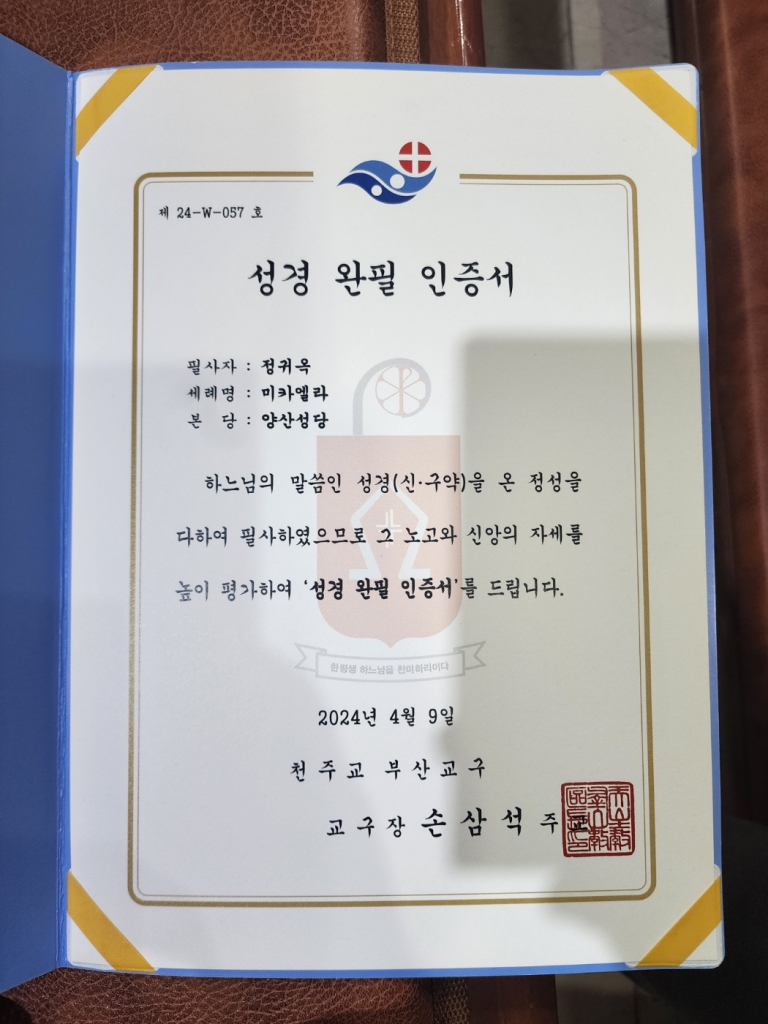 제 24-W-057 호
성경 완필 인증서
필사자 : 정귀옥
세례명 : 미카엘라
본 당 : 양산성당
하느님의 말씀인 성경(신·구약)을 온 정성을
다하여 필사하였으므로 그 노고와 신앙의 자세를
높이 평가하여 '성경 완필 인증서'를 드립니다.
한평생 하느님을 찬미하리이다
2024년 4월 9일
천주교 부산교구
교구장 손삼석 주교